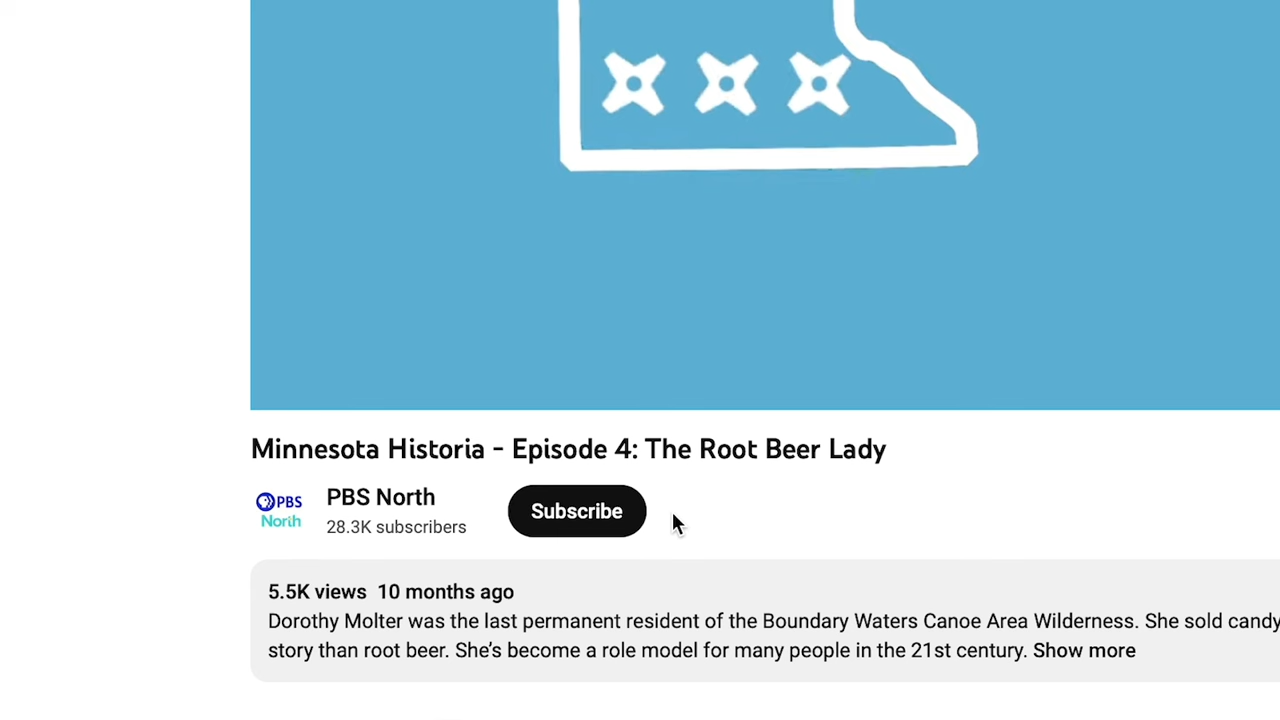 Minnesota Historia - Episode 4: The Root Beer Lady
PBS
North
PBS North
28.3K subscribers
Subscribe
5.5K views 10 months ago
Dorothy Molter was the last permanent resident of the Boundary Waters Canoe Area Wilderness. She sold candy
story than root beer. She’s become a role model for many people in the 21st century. Show more